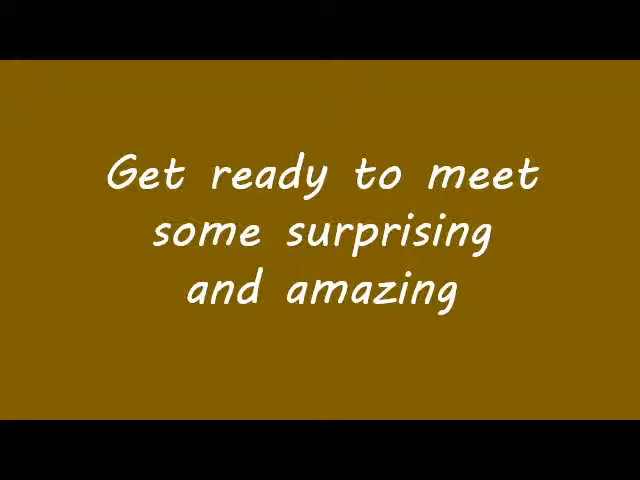 Get ready to meet
some surprising
and amazing